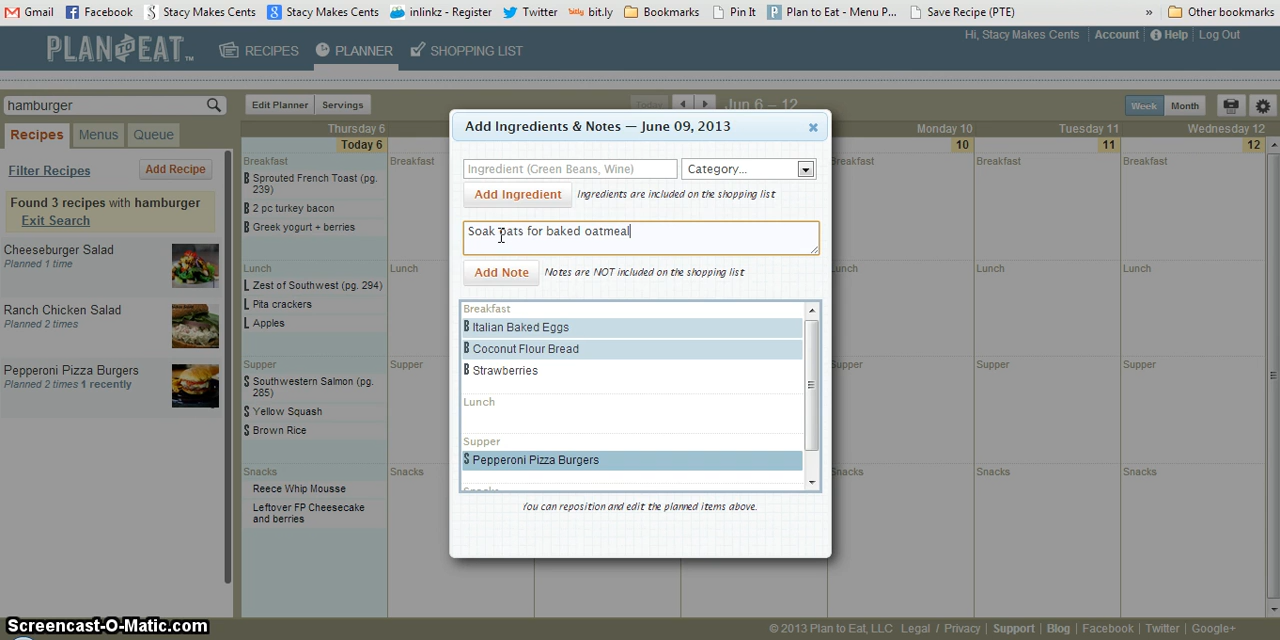 Gmail Facebook Stacy Makes Cents Stacy Makes Cents inlinkz - Register Twitter bit.ly Bookmarks Pin It Plan to Eat - Menu P... Save Recipe (PTE) » Other bookmarks
PLAN TO EAT™ RECIPES PLANNER SHOPPING LIST
Hi, Stacy Makes Cents Account Help Log Out
hamburger
Edit Planner Servings Today Jun 6 – 12 Week Month
Recipes Menus Queue
Thursday 6 Monday 10 Tuesday 11 Wednesday 12
Today 6 10 11 12
Filter Recipes Add Recipe
Found 3 recipes with hamburger
Exit Search
Cheeseburger Salad
Planned 1 time
Ranch Chicken Salad
Planned 2 times
Pepperoni Pizza Burgers
Planned 2 times 1 recently
Breakfast
B Sprouted French Toast (pg. 239)
B 2 pc turkey bacon
B Greek yogurt + berries
Lunch
L Zest of Southwest (pg. 294)
L Pita crackers
L Apples
Supper
S Southwestern Salmon (pg. 285)
S Yellow Squash
S Brown Rice
Snacks
Reece Whip Mousse
Leftover FP Cheesecake and berries
Breakfast
Lunch
Supper
Snacks
Add Ingredients & Notes — June 09, 2013
Ingredient (Green Beans, Wine) Category...
Add Ingredient Ingredients are included on the shopping list
Soak oats for baked oatmeal
Add Note Notes are NOT included on the shopping list
Breakfast
B Italian Baked Eggs
B Coconut Flour Bread
B Strawberries
Lunch
Supper
S Pepperoni Pizza Burgers
Snacks
You can reposition and edit the planned items above.
Breakfast Breakfast Breakfast
Lunch Lunch Lunch
Supper Supper Supper
Snacks Snacks Snacks
Screencast-O-Matic.com
© 2013 Plan to Eat, LLC Legal / Privacy Support Blog Facebook Twitter Google+